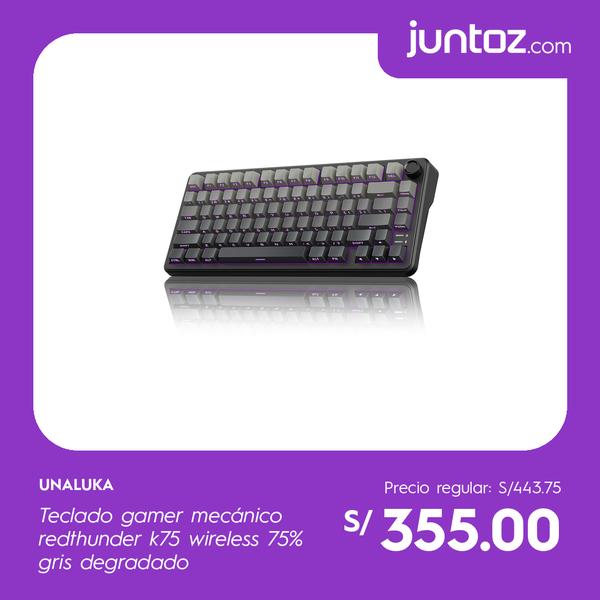 juntoz.com
UNALUKA
Teclado gamer mecánico
redthunder k75 wireless 75%
gris degradado
Precio regular: S/443.75
S/ 355.00